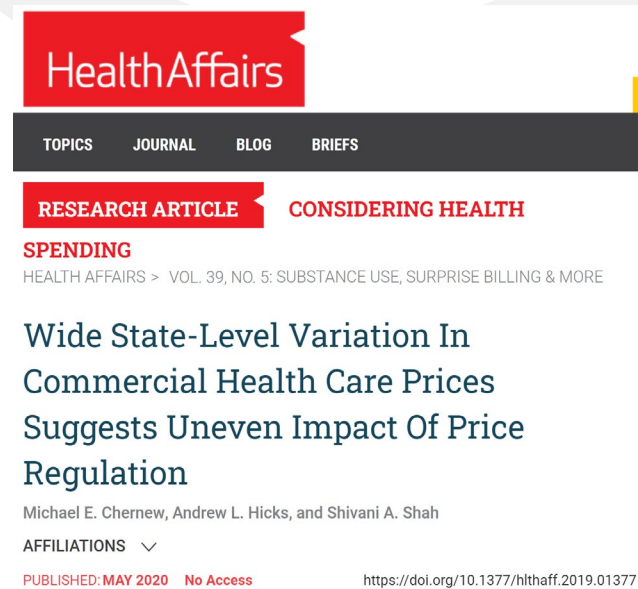 HealthAffairs
TOPICS JOURNAL BLOG BRIEFS
RESEARCH ARTICLE CONSIDERING HEALTH
SPENDING
HEALTH AFFAIRS > VOL. 39, NO. 5: SUBSTANCE USE, SURPRISE BILLING & MORE
Wide State-Level Variation In
Commercial Health Care Prices
Suggests Uneven Impact Of Price
Regulation
Michael E. Chernew, Andrew L. Hicks, and Shivani A. Shah
AFFILIATIONS
PUBLISHED: MAY 2020 No Access https://doi.org/10.1377/hlthaff.2019.01377